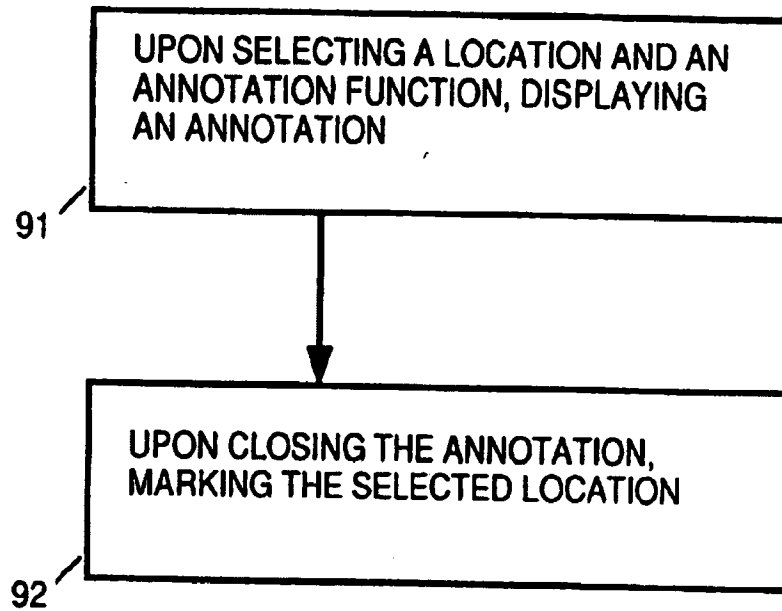 UPON SELECTING A LOCATION AND AN
ANNOTATION FUNCTION, DISPLAYING
AN ANNOTATION
91
UPON CLOSING THE ANNOTATION,
MARKING THE SELECTED LOCATION
92